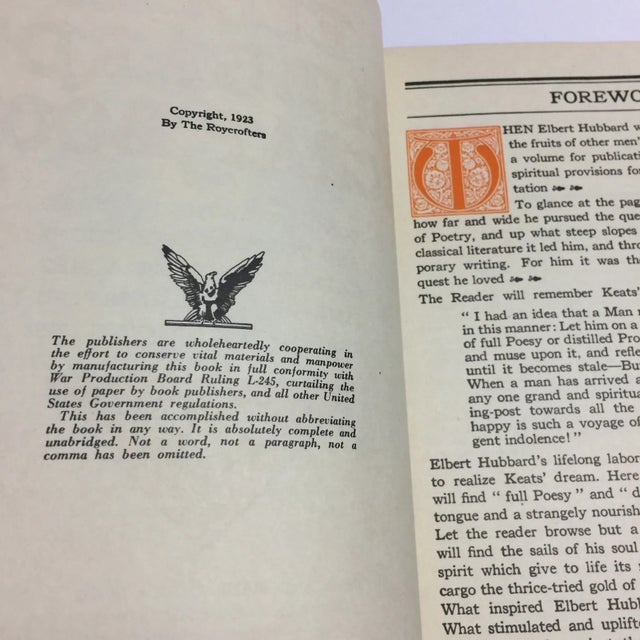 Copyright, 1923
By The Roycrofters
The publishers are wholeheartedly cooperating in
the effort to conserve vital materials and manpower
by manufacturing this book in full conformity with
War Production Board Ruling L-245, curtailing the
use of paper by book publishers, and all other United
States Government regulations.
This has been accomplished without abbreviating
the book in any way. It is absolutely complete and
unabridged. Not a word, not a paragraph, not a
comma has been omitted.
FOREWO
WHEN Elbert Hubbard w
the fruits of other men'
a volume for publicati
spiritual provisions fo
tation
To glance at the pag
how far and wide he pursued the que
of Poetry, and up what steep slopes
classical literature it led him, and thro
porary writing. For him it was the
quest he loved
The Reader will remember Keats'
" I had an idea that a Man
in this manner: Let him on a
of full Poesy or distilled Pro
and muse upon it, and refle
until it becomes stale—But
When a man has arrived a
any one grand and spiritua
ing-post towards all the
happy is such a voyage of
gent indolence! "
Elbert Hubbard's lifelong labor
to realize Keats' dream. Here
will find " full Poesy " and " d
tongue and a strangely nourish
Let the reader browse but a
will find the sails of his soul
spirit which give to life its
cargo the thrice-tried gold of
What inspired Elbert Hubb
What stimulated and uplift